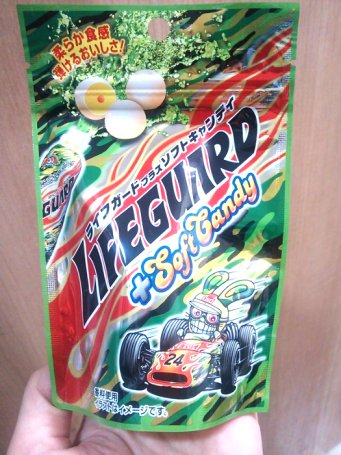 柔らか食感
弾けるおいしさ!
ライフガードプラスソフトキャンディ
LIFEGUARD
+Soft Candy
24
香料使用
イラストはイメージです。